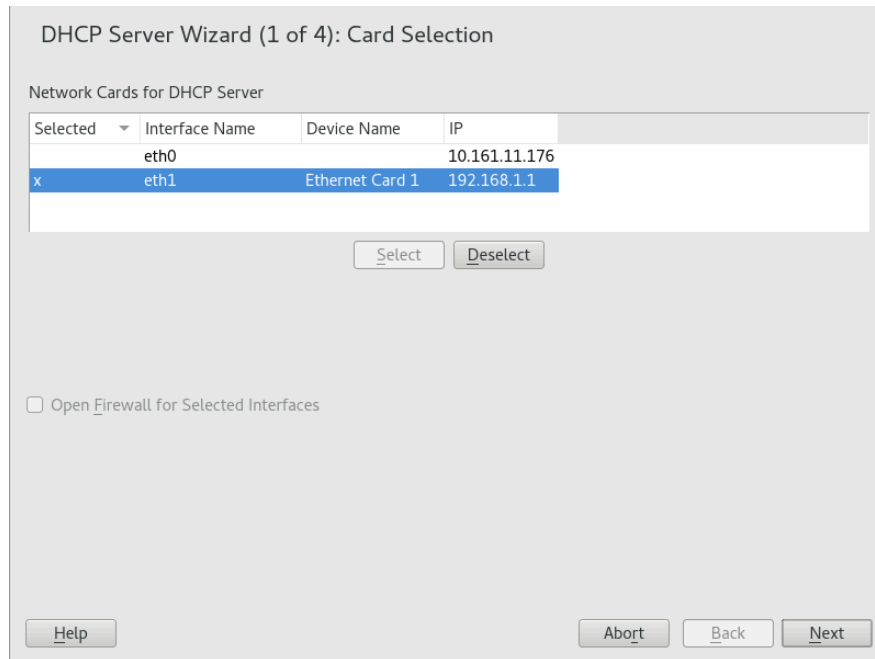 DHCP Server Wizard (1 of 4): Card Selection
Network Cards for DHCP Server
Selected Interface Name Device Name IP
eth0 10.161.11.176
x eth1 Ethernet Card 1 192.168.1.1
Select Deselect
Open Firewall for Selected Interfaces
Help Abort Back Next